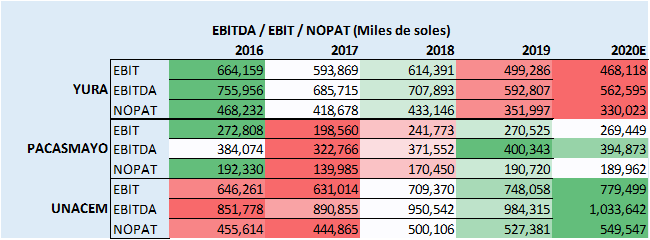 EBITDA / EBIT / NOPAT (Miles de soles)
2016 2017 2018 2019 2020E
YURA
EBIT 664,159 593,869 614,391 499,286 468,118
EBITDA 755,956 685,715 707,893 592,807 562,595
NOPAT 468,232 418,678 433,146 351,997 330,023
PACASMAYO
EBIT 272,808 198,560 241,773 270,525 269,449
EBITDA 384,074 322,766 371,552 400,343 394,873
NOPAT 192,330 139,985 170,450 190,720 189,962
UNACEM
EBIT 646,261 631,014 709,370 748,058 779,499
EBITDA 851,778 890,855 950,542 984,315 1,033,642
NOPAT 455,614 444,865 500,106 527,381 549,547